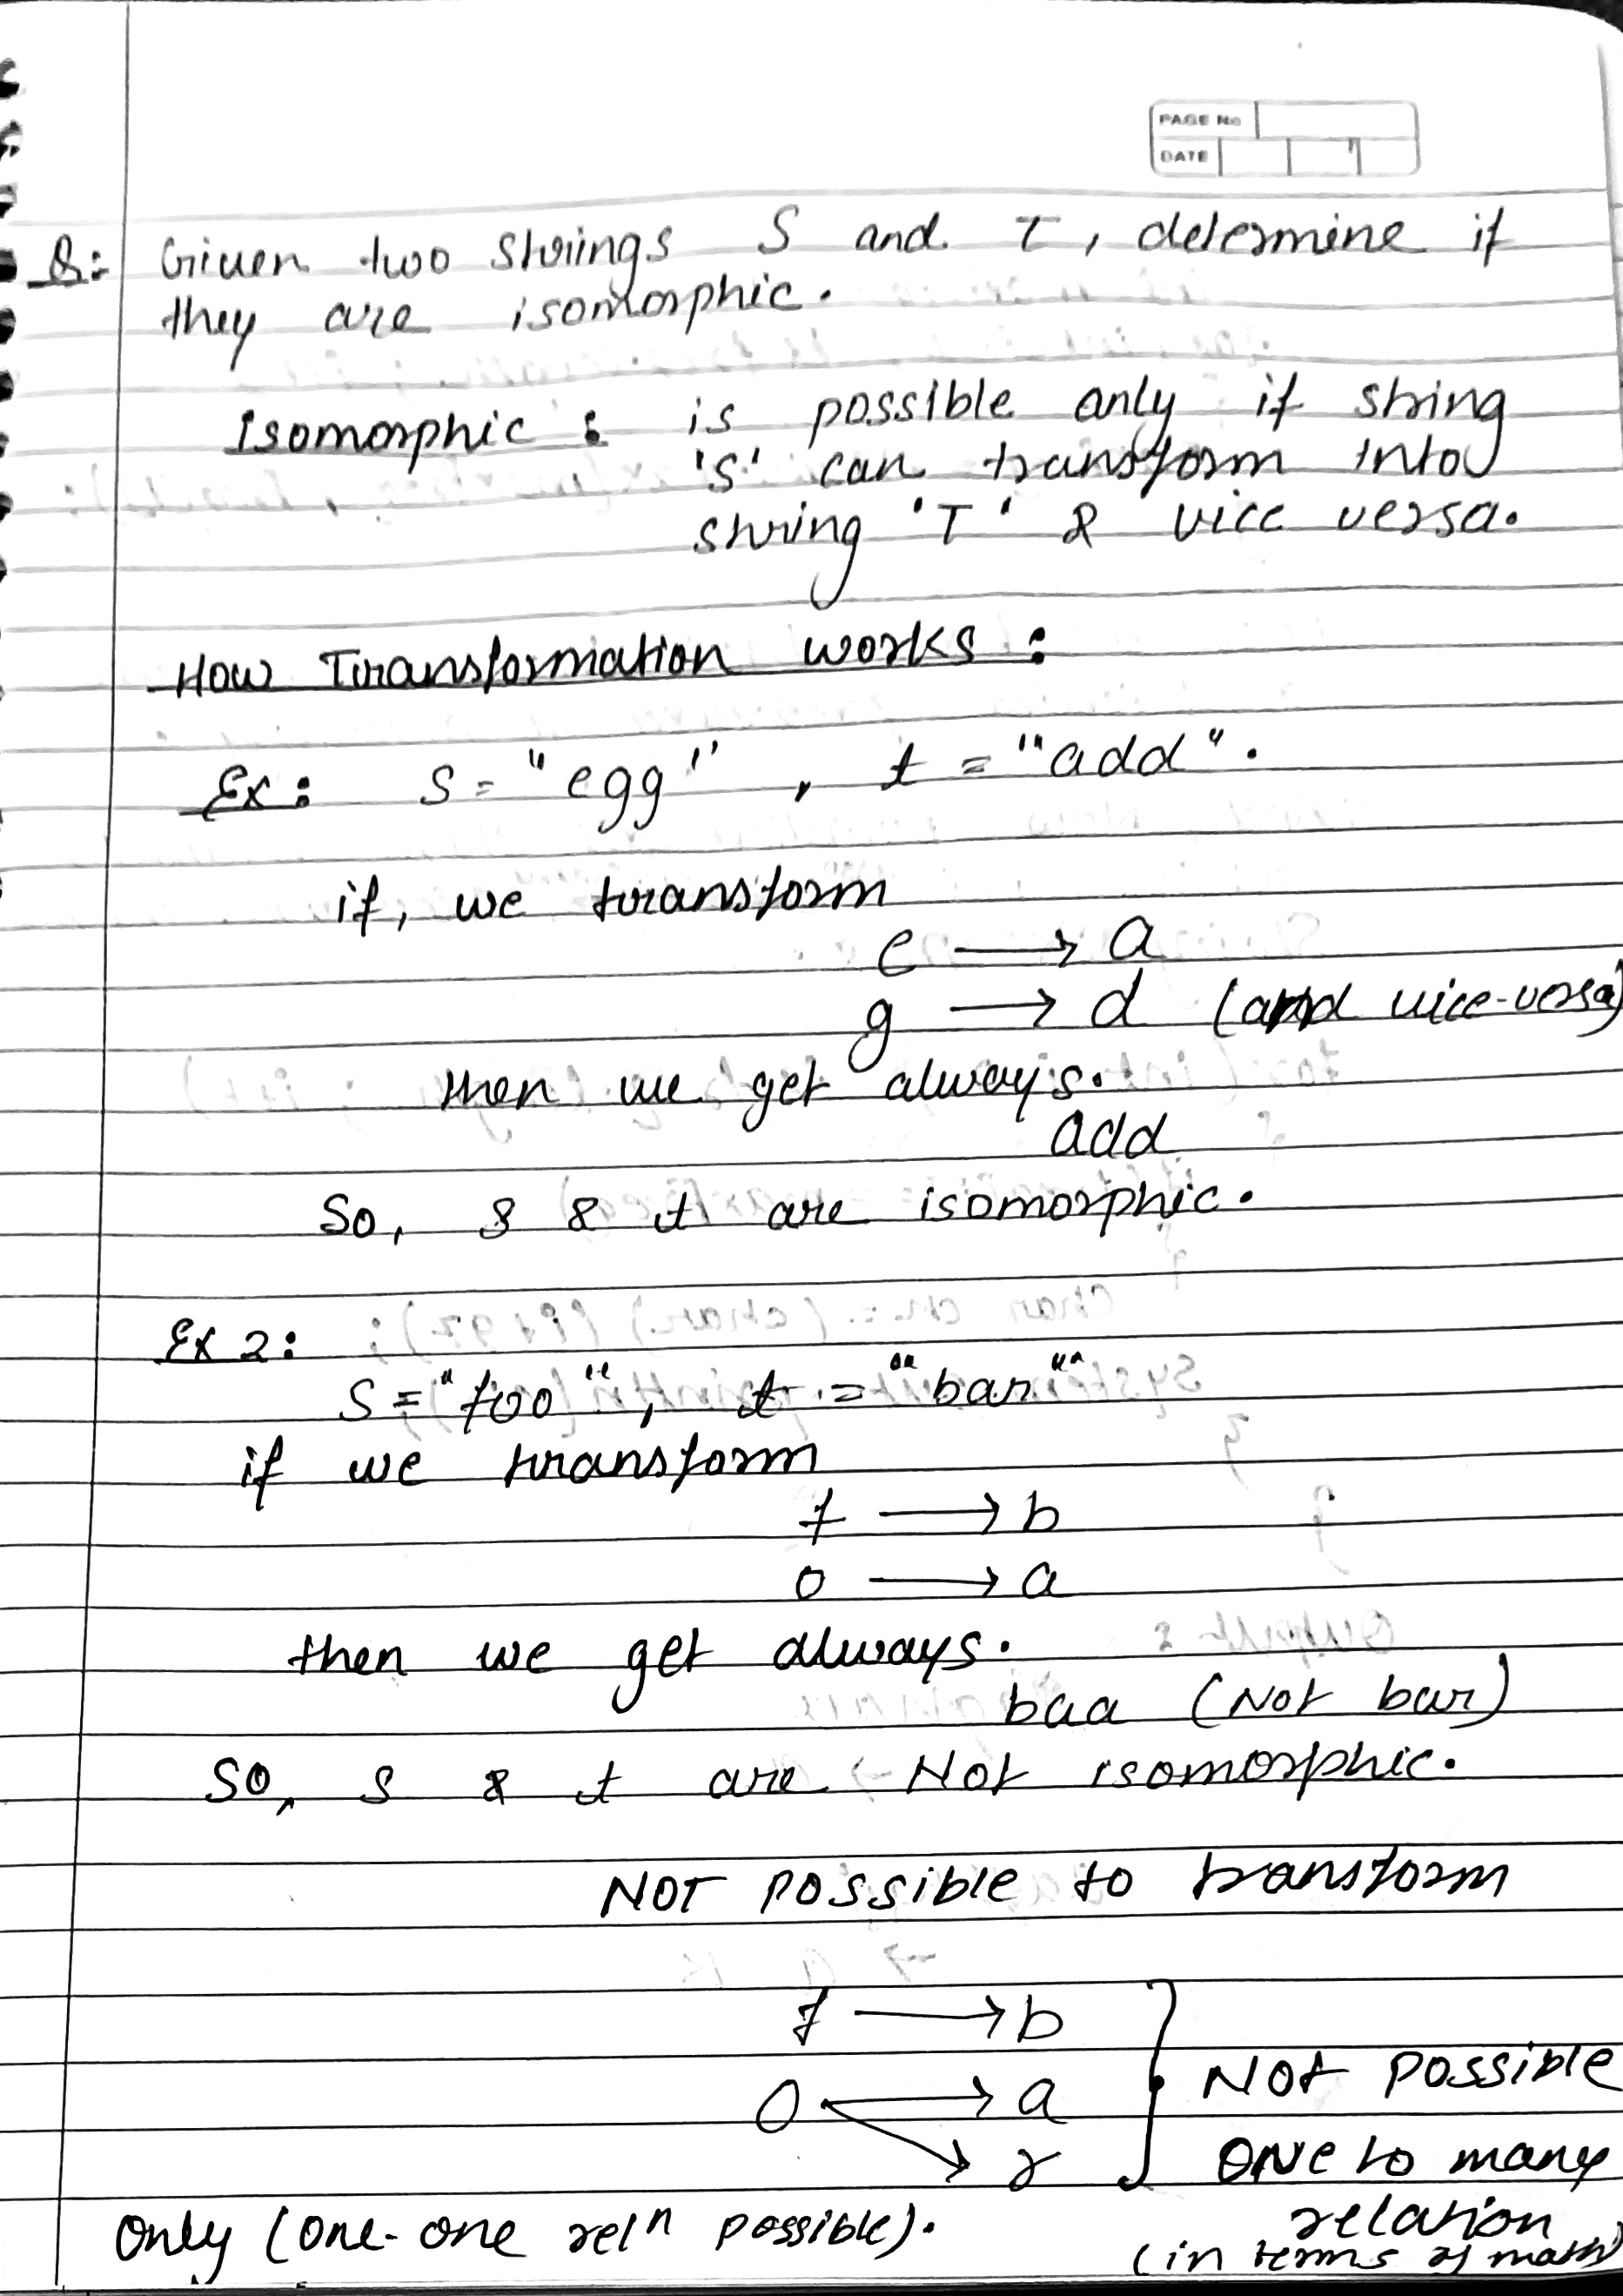 PAGE No
DATE
Q: Given two strings S and T, determine if
they are isomorphic.
Isomorphic : is possible only if string
'S' can transform into
string 'T' & vice versa.
How Transformation works :
Ex: S = "egg", t = "add".
if, we transform
e → a
g → d (and vice-versa)
then we get always.
add
So, s & t are isomorphic.
Ex 2:
S = "foo", t = "bar"
if we transform
f → b
o → a
then we get always.
baa (Not bar)
So, s & t are Not isomorphic.
NOT possible to transform
f → b
o → a Not possible
→ r ONE to many
relation
Only (one-one relⁿ possible).
(in terms of math)